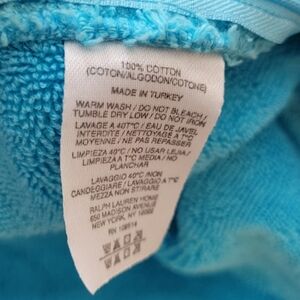 100% COTTON
(COTON/ALGODON/COTONE)
MADE IN TURKEY
WARM WASH / DO NOT BLEACH /
TUMBLE DRY LOW / DO NOT IRON
LAVAGE A 40°C / EAU DE JAVEL
INTERDITE / NETTOYAGE A T°C
MOYENNE / NE PAS REPASSER
LIMPIEZA 40°C / NO USAR LEJIA /
LIMPIEZA A T°C MEDIA / NO
PLANCHAR
LAVAGGIO 40°C / NON
CANDEGGIARE / LAVAGGIO A T°C
MEZZA NON STIRARE
RALPH LAUREN HOME
650 MADISON AVENUE
NEW YORK, NY 10022